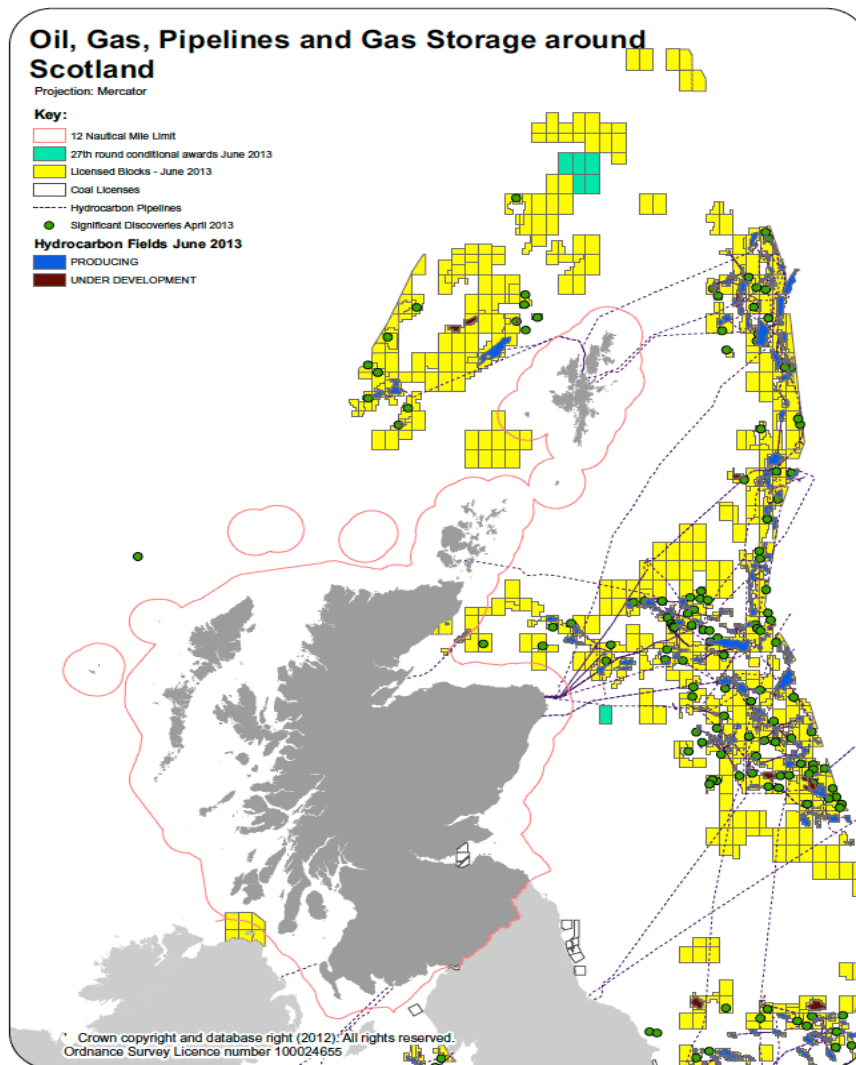 Oil, Gas, Pipelines and Gas Storage around
Scotland
Projection: Mercator
Key:
12 Nautical Mile Limit
27th round conditional awards June 2013
Licensed Blocks - June 2013
Coal Licenses
Hydrocarbon Pipelines
Significant Discoveries April 2013
Hydrocarbon Fields June 2013
PRODUCING
UNDER DEVELOPMENT
Crown copyright and database right (2012). All rights reserved.
Ordnance Survey Licence number 100024655